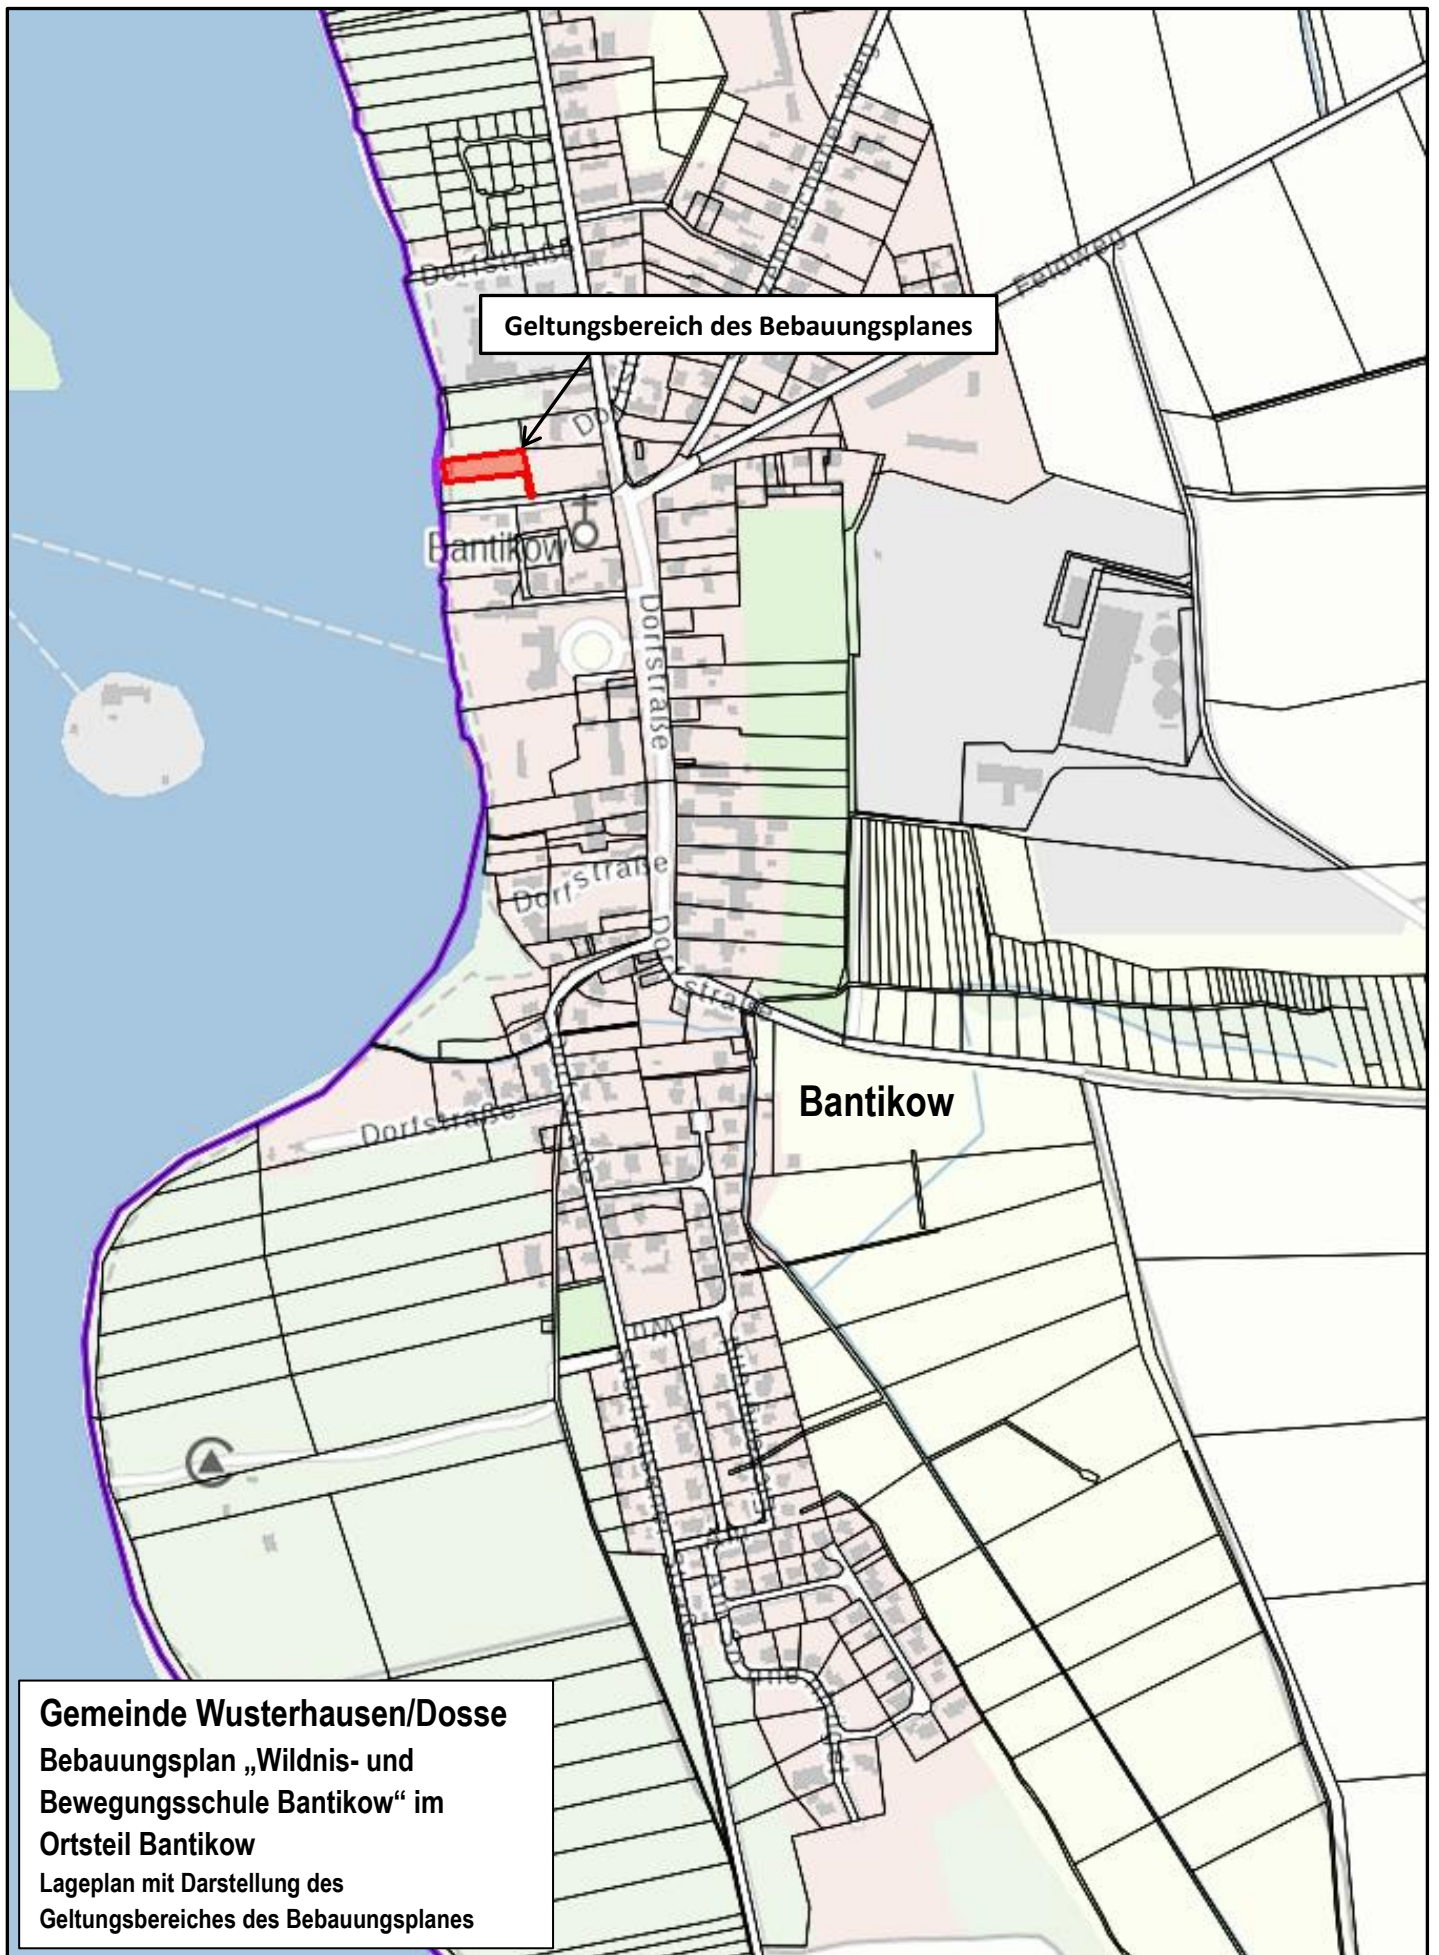 Dorfstraße
Feldweg
Geltungsbereich des Bebauungsplanes
Bantikow
Dorfstraße
Dorfstraße
Dorfstraße
Bantikow
Dorfstraße
Gemeinde Wusterhausen/Dosse
Bebauungsplan „Wildnis- und
Bewegungsschule Bantikow“ im
Ortsteil Bantikow
Lageplan mit Darstellung des
Geltungsbereiches des Bebauungsplanes